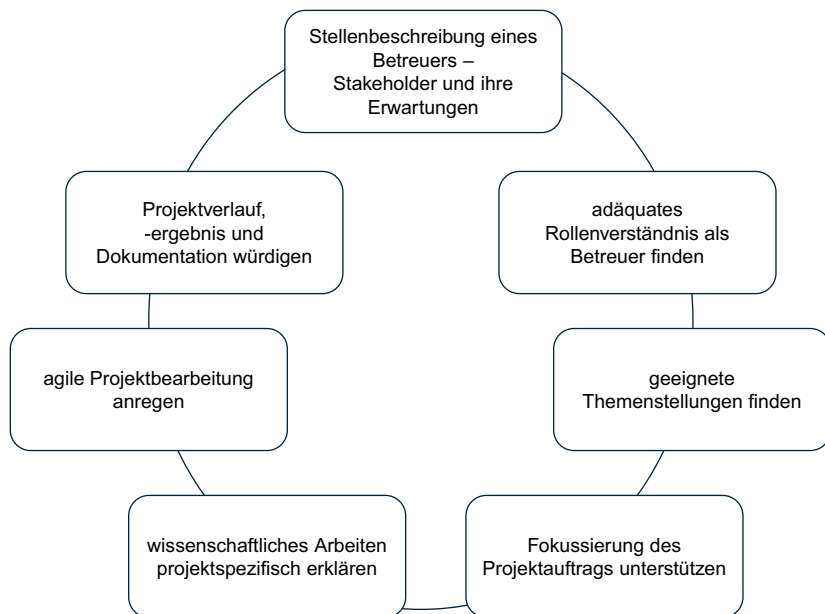 Stellenbeschreibung eines
Betreuers –
Stakeholder und ihre
Erwartungen
adäquates
Rollenverständnis als
Betreuer finden
geeignete
Themenstellungen finden
Fokussierung des
Projektauftrags unterstützen
wissenschaftliches Arbeiten
projektspezifisch erklären
agile Projektbearbeitung
anregen
Projektverlauf,
-ergebnis und
Dokumentation würdigen